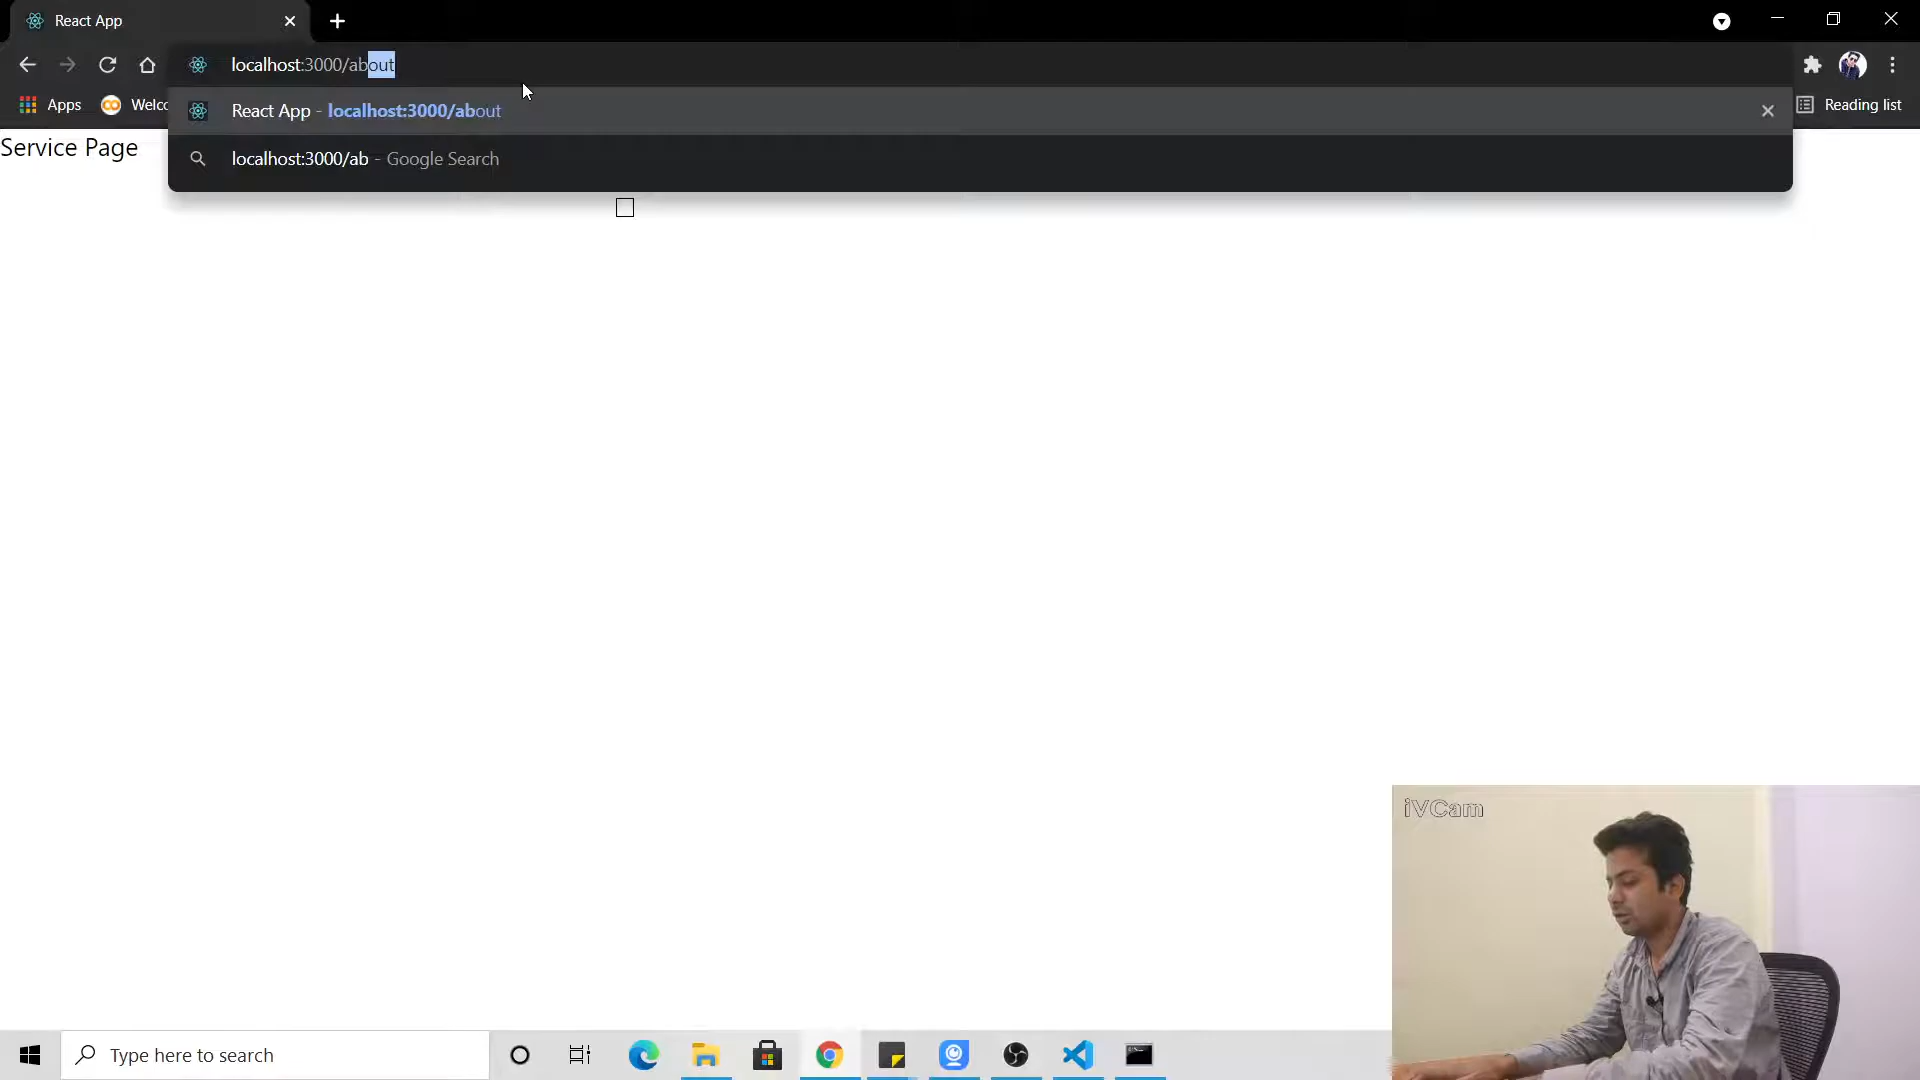 React App
localhost:3000/about
Apps
Welc
React App - localhost:3000/about
Reading list
Service Page
localhost:3000/ab - Google Search
iVCam
Type here to search